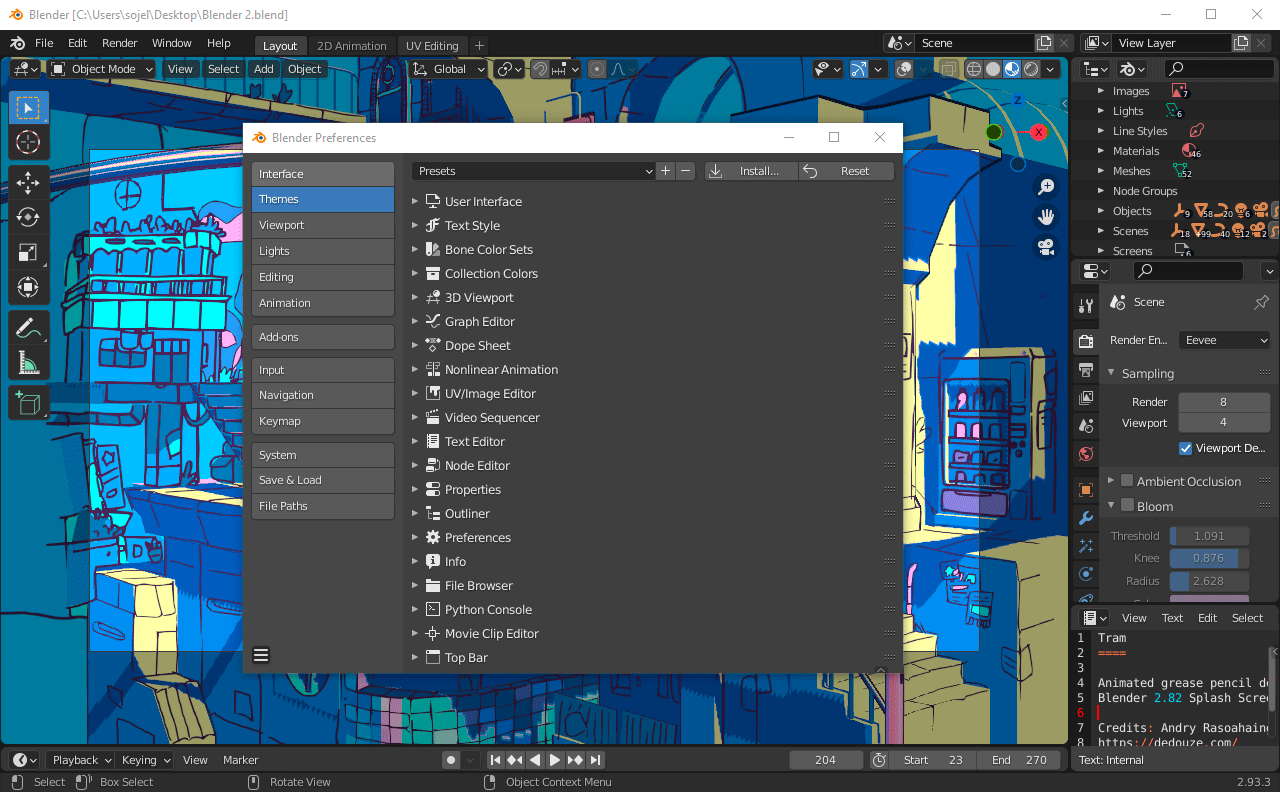 Blender [C:\Users\sojel\Desktop\Blender 2.blend]
File Edit Render Window Help Layout 2D Animation UV Editing + Scene View Layer
Object Mode View Select Add Object Global
Z
X
Images 7
Lights 6
Line Styles
Materials 46
Meshes 52
Node Groups
Objects 9 58 20 6
Scenes 18 +99 40 12 2
Screens 6
Blender Preferences
Interface
Themes
Viewport
Lights
Editing
Animation
Add-ons
Input
Navigation
Keymap
System
Save & Load
File Paths
Presets + − Install... Reset
User Interface
Text Style
Bone Color Sets
Collection Colors
3D Viewport
Graph Editor
Dope Sheet
Nonlinear Animation
UV/Image Editor
Video Sequencer
Text Editor
Node Editor
Properties
Outliner
Preferences
Info
File Browser
Python Console
Movie Clip Editor
Top Bar
Scene
Render En... Eevee
Sampling
Render 8
Viewport 4
Viewport De...
Ambient Occlusion
Bloom
Threshold 1.091
Knee 0.876
Radius 2.628
View Text Edit Select
1 Tram
2 ====
3
4 Animated grease pencil de
5 Blender 2.82 Splash Scree
6
7 Credits: Andry Rasoahaing
8 https://dedouze.com/
Text: Internal
Playback Keying View Marker 204 Start 23 End 270
Select Box Select Rotate View Object Context Menu 2.93.3